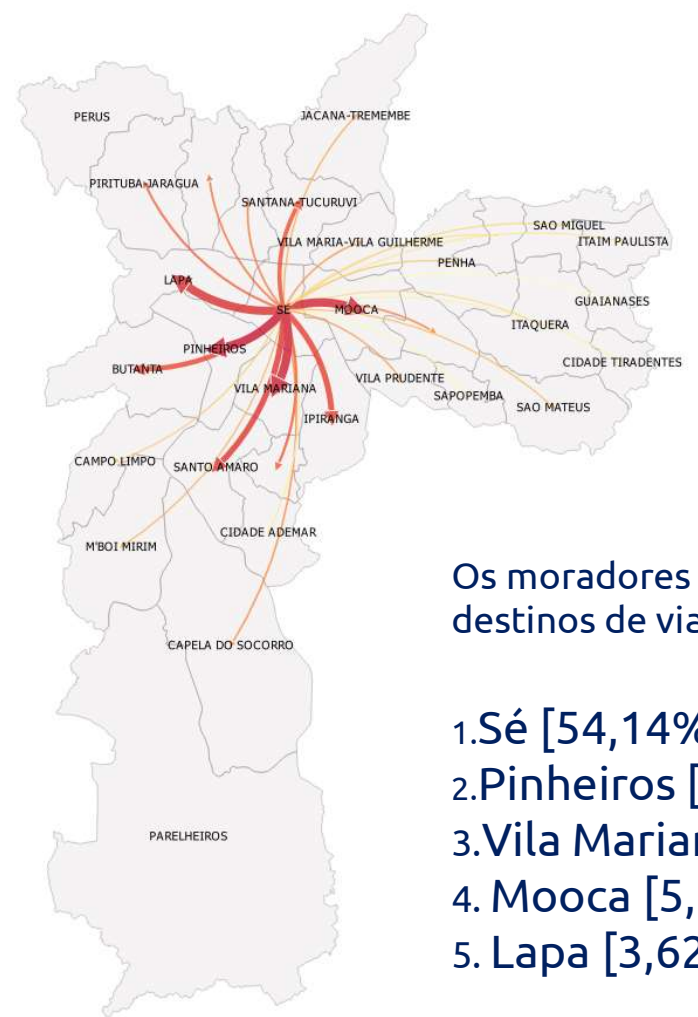 PERUS
JACANA-TREMEMBE
PIRITUBA-JARAGUA
SANTANA-TUCURUVI
SAO MIGUEL
VILA MARIA-VILA GUILHERME
ITAIM PAULISTA
PENHA
LAPA
GUAIANASES
SE
MOOCA
ITAQUERA
PINHEIROS
CIDADE TIRADENTES
BUTANTA
VILA PRUDENTE
VILA MARIANA
SAPOPEMBA
SAO MATEUS
IPIRANGA
CAMPO LIMPO
SANTO AMARO
CIDADE ADEMAR
M'BOI MIRIM
CAPELA DO SOCORRO
PARELHEIROS
Os moradores
destinos de via
1.Sé [54,14%
2.Pinheiros [
3.Vila Marian
4. Mooca [5,
5. Lapa [3,62